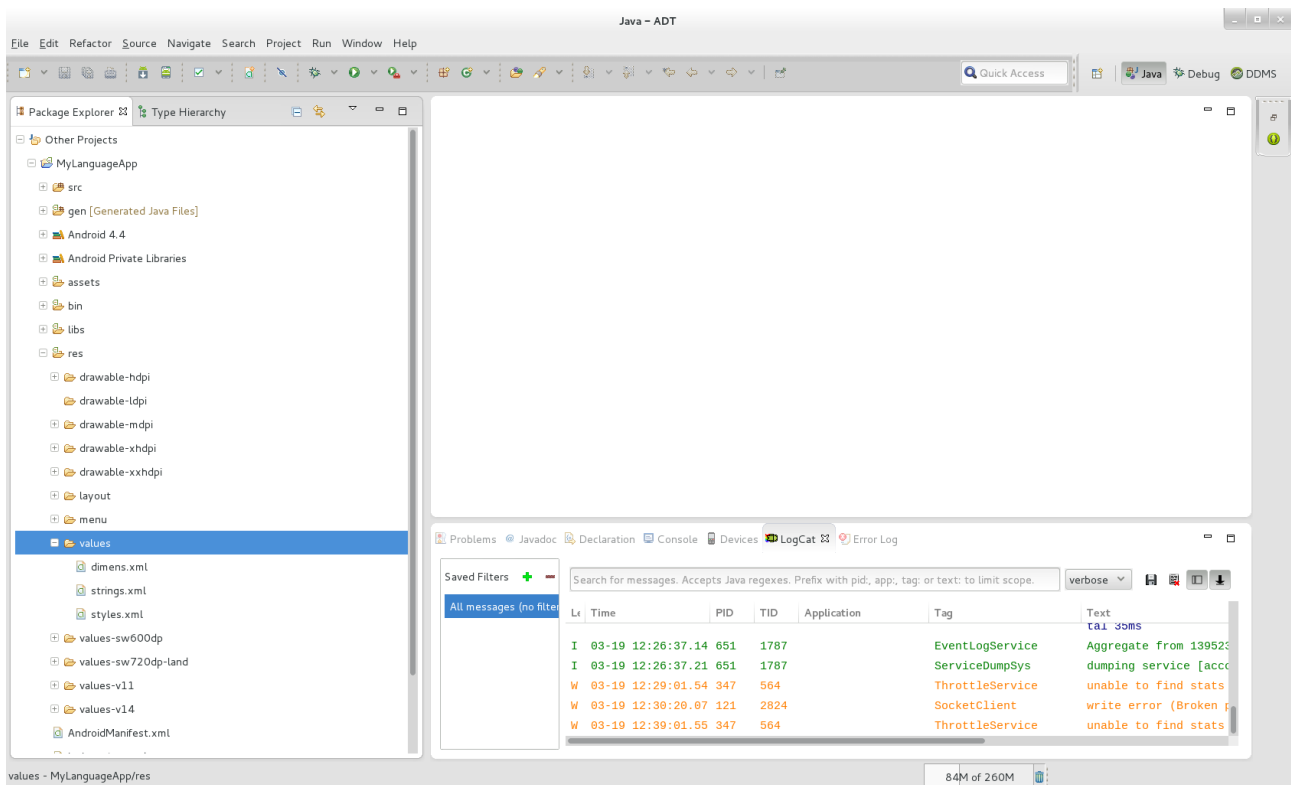 Java – ADT
File Edit Refactor Source Navigate Search Project Run Window Help
Quick Access
Java Debug DDMS
Package Explorer Type Hierarchy
Other Projects
MyLanguageApp
src
gen [Generated Java Files]
Android 4.4
Android Private Libraries
assets
bin
libs
res
drawable-hdpi
drawable-ldpi
drawable-mdpi
drawable-xhdpi
drawable-xxhdpi
layout
menu
values
dimens.xml
strings.xml
styles.xml
values-sw600dp
values-sw720dp-land
values-v11
values-v14
AndroidManifest.xml
Problems @ Javadoc Declaration Console Devices LogCat Error Log
Saved Filters
All messages (no filter
Search for messages. Accepts Java regexes. Prefix with pid:, app:, tag: or text: to limit scope.
verbose
Le Time PID TID Application Tag Text
tal 35ms
I 03-19 12:26:37.14 651 1787 EventLogService Aggregate from 139523
I 03-19 12:26:37.21 651 1787 ServiceDumpSys dumping service [acco
W 03-19 12:29:01.54 347 564 ThrottleService unable to find stats
W 03-19 12:30:20.07 121 2824 SocketClient write error (Broken p
W 03-19 12:39:01.55 347 564 ThrottleService unable to find stats
values - MyLanguageApp/res
84M of 260M